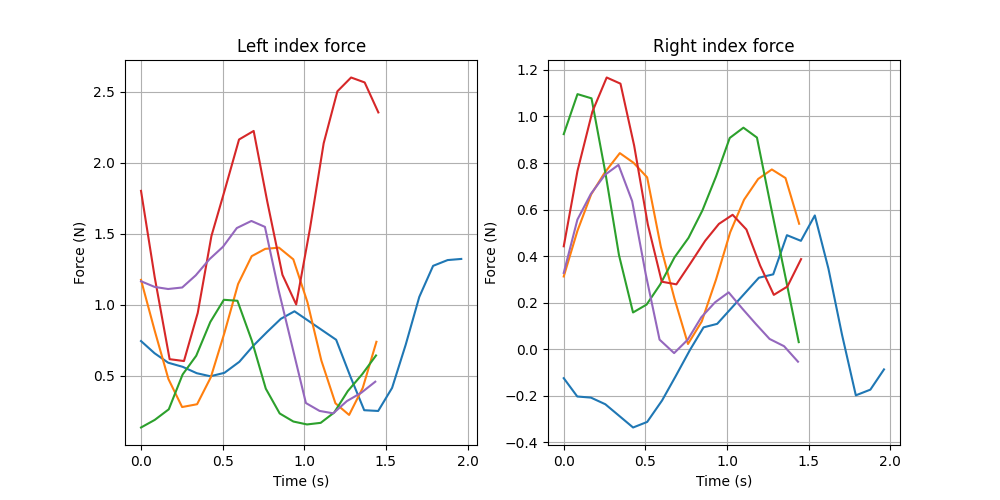 Left index force
Force (N)
2.5
2.0
1.5
1.0
0.5
0.0 0.5 1.0 1.5 2.0
Time (s)
Right index force
Force (N)
1.2
1.0
0.8
0.6
0.4
0.2
0.0
−0.2
−0.4
0.0 0.5 1.0 1.5 2.0
Time (s)